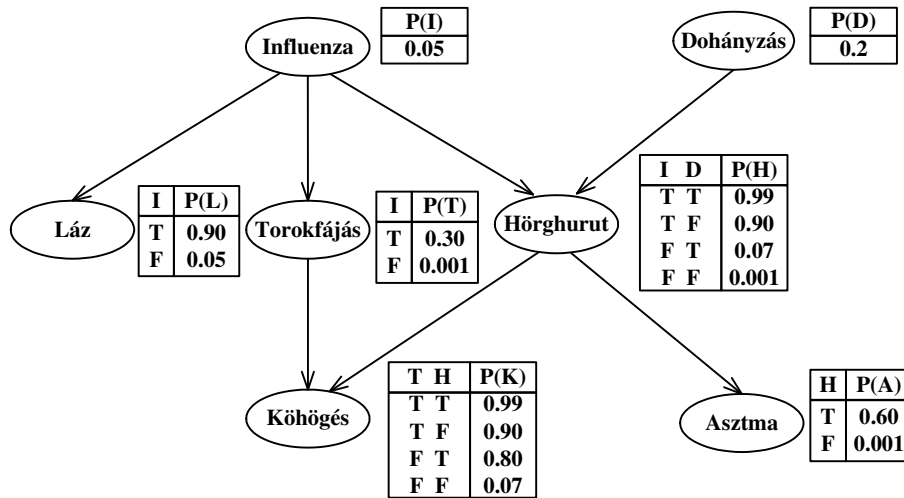 Influenza
P(I)
0.05
Dohányzás
P(D)
0.2
Láz
I P(L)
T 0.90
F 0.05
Torokfájás
I P(T)
T 0.30
F 0.001
Hörghurut
I D P(H)
T T 0.99
T F 0.90
F T 0.07
F F 0.001
Köhögés
T H P(K)
T T 0.99
T F 0.90
F T 0.80
F F 0.07
Asztma
H P(A)
T 0.60
F 0.001